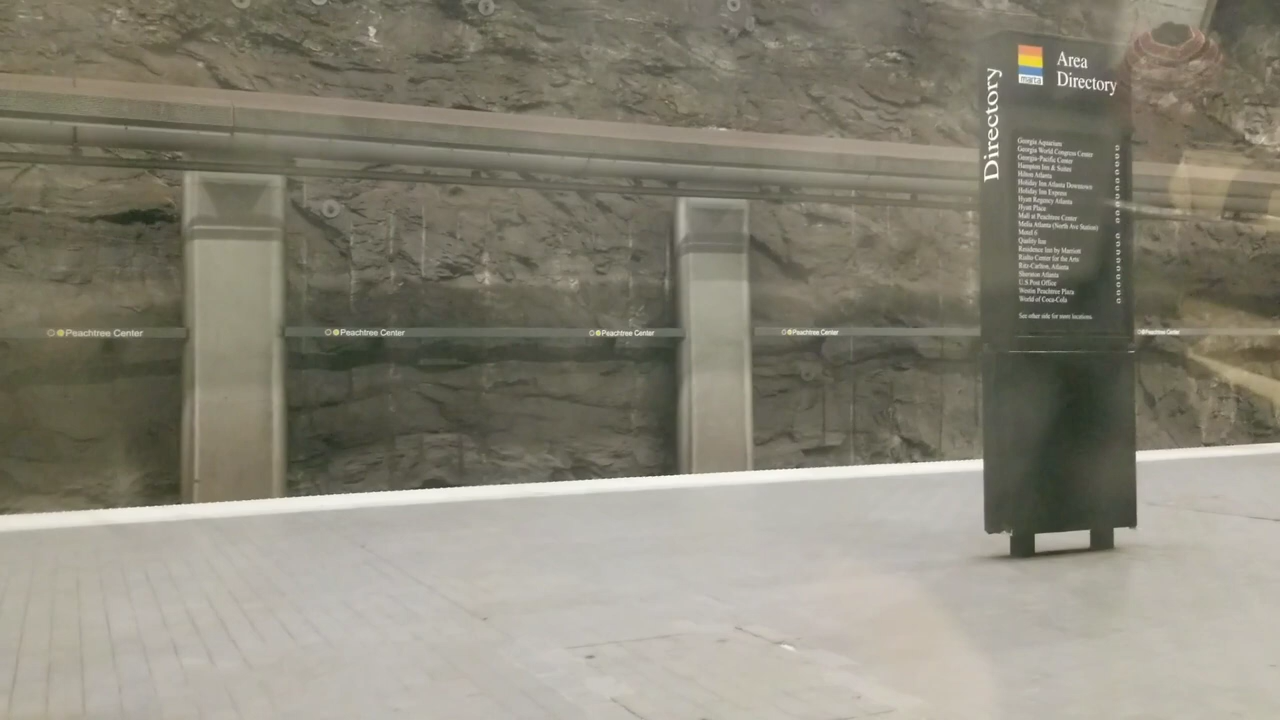 Directory
marta
Area
Directory
Georgia Aquarium
Georgia World Congress Center
Georgia-Pacific Center
Hampton Inn & Suites
Hilton Atlanta
Holiday Inn Atlanta Downtown
Holiday Inn Express
Hyatt Regency Atlanta
Hyatt Place
Mall at Peachtree Center
Melia Atlanta (North Ave Station)
Motel 6
Quality Inn
Residence Inn by Marriott
Rialto Center for the Arts
Ritz-Carlton, Atlanta
Sheraton Atlanta
U.S Post Office
Westin Peachtree Plaza
World of Coca-Cola
See other side for more locations.
Peachtree Center
Peachtree Center
Peachtree Center
Peachtree Center
Peachtree Center